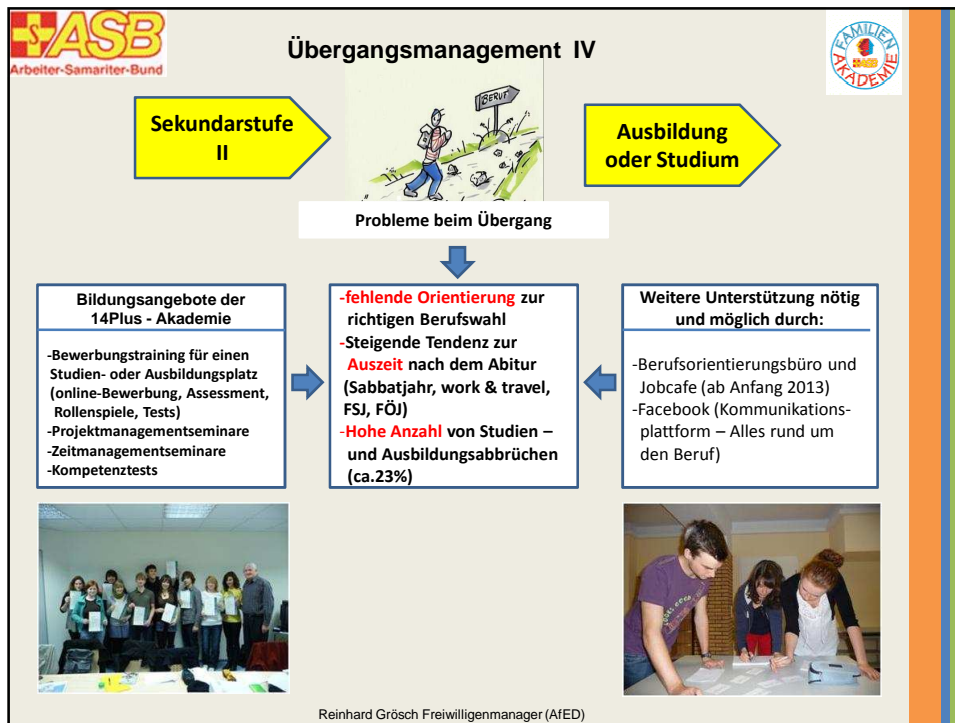 ASB
Arbeiter-Samariter-Bund
Übergangsmanagement IV
FAMILIEN
AKADEMIE
ASB
Sekundarstufe
II
BERUF
Ausbildung
oder Studium
Probleme beim Übergang
Bildungsangebote der
14Plus - Akademie
-Bewerbungstraining für einen
Studien- oder Ausbildungsplatz
(online-Bewerbung, Assessment,
Rollenspiele, Tests)
-Projektmanagementseminare
-Zeitmanagementseminare
-Kompetenztests
-fehlende Orientierung zur
richtigen Berufswahl
-Steigende Tendenz zur
Auszeit nach dem Abitur
(Sabbatjahr, work & travel,
FSJ, FÖJ)
-Hohe Anzahl von Studien –
und Ausbildungsabbrüchen
(ca.23%)
Weitere Unterstützung nötig
und möglich durch:
-Berufsorientierungsbüro und
Jobcafe (ab Anfang 2013)
-Facebook (Kommunikations-
plattform – Alles rund um
den Beruf)
Reinhard Grösch Freiwilligenmanager (AfED)